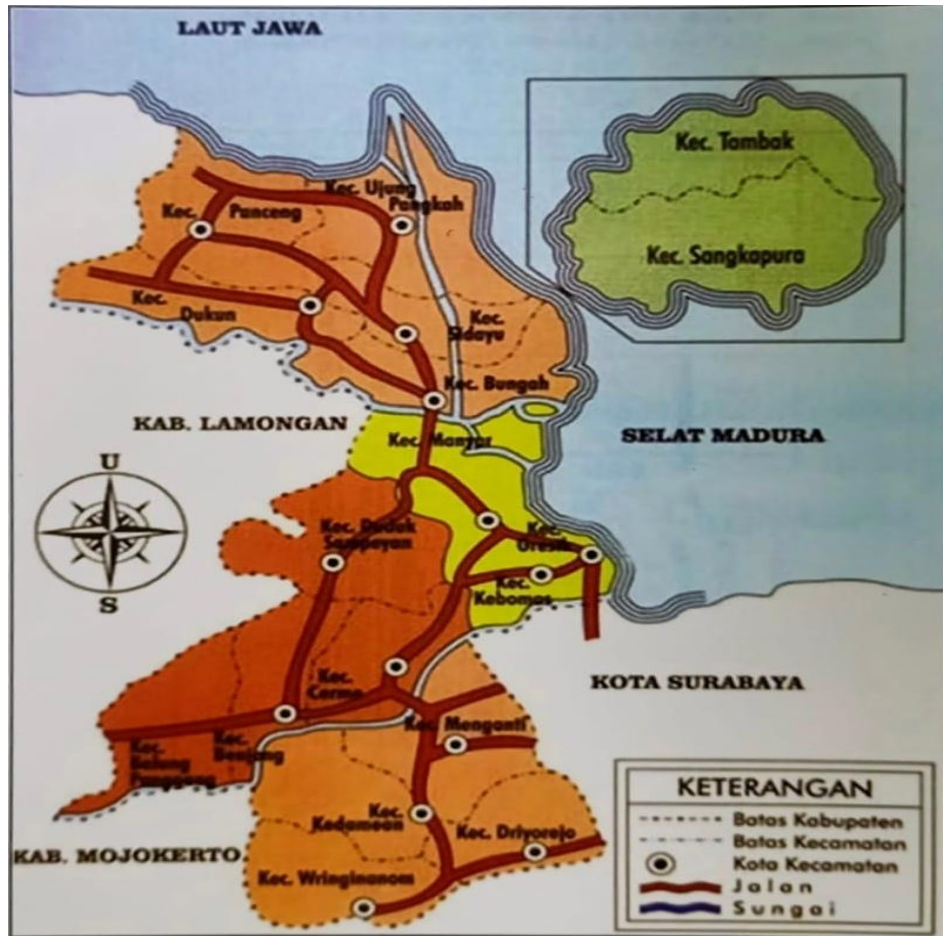 LAUT JAWA
Kec. Tambak
Kec. Sangkapura
Kec. Ujung
Pangkah
Kec.
Panceng
Kec.
Dukun
Kec.
Sidayu
Kec. Bungah
KAB. LAMONGAN
Kec. Manyar
SELAT MADURA
U
S
Kec. Duduk
Sampeyan
Kec.
Gresik
Kec.
Kebomas
Kec.
Cerme
KOTA SURABAYA
Kec. Menganti
Kec.
Balong
Panggang
Kec.
Benjeng
Kec.
Kedamean
Kec. Driyorejo
KAB. MOJOKERTO
Kec. Wringinanom
KETERANGAN
Batas Kabupaten
Batas Kecamatan
Kota Kecamatan
Jalan
Sungai